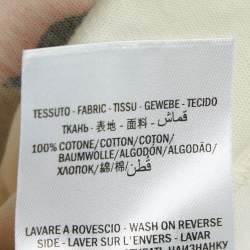 TESSUTO - FABRIC - TISSU - GEWEBE - TECIDO
ТКАНЬ - 表地 - 面料 - قماش
100% COTONE/COTTON/COTON/
BAUMWOLLE/ALGODÓN/ALGODÃO/
ХЛОПОК/綿/棉/قطن
LAVARE A ROVESCIO - WASH ON REVERSE
SIDE - LAVER SUR L'ENVERS - LAVAR
НАИЗНАНКУ